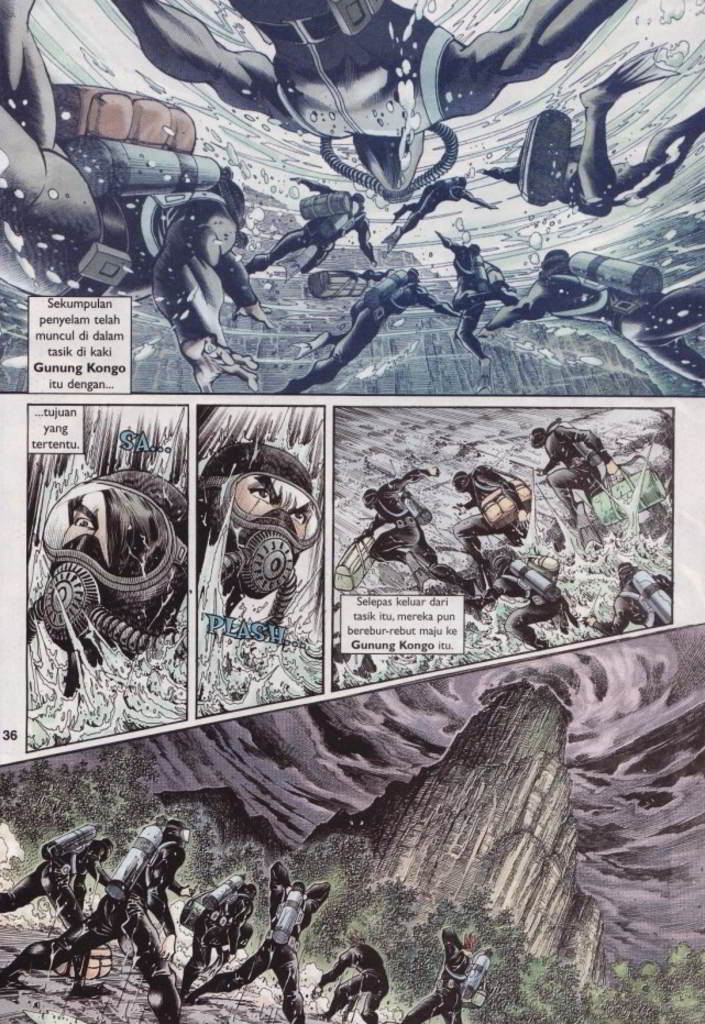 Sekumpulan
penyelam telah
muncul di dalam
tasik di kaki
Gunung Kongo
itu dengan...
...tujuan
yang
tertentu.
SA...
PLASH...
Selepas keluar dari
tasik itu, mereka pun
berebur-rebut maju ke
Gunung Kongo itu.
36